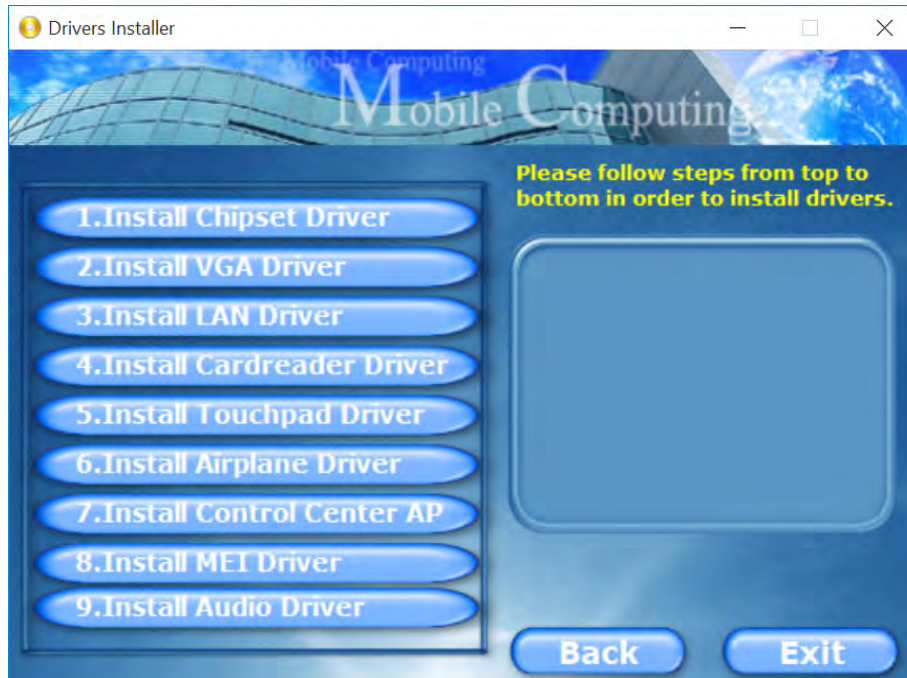 Drivers Installer
Mobile Computing
Mobile Computing
Please follow steps from top to
bottom in order to install drivers.
1.Install Chipset Driver
2.Install VGA Driver
3.Install LAN Driver
4.Install Cardreader Driver
5.Install Touchpad Driver
6.Install Airplane Driver
7.Install Control Center AP
8.Install MEI Driver
9.Install Audio Driver
Back
Exit